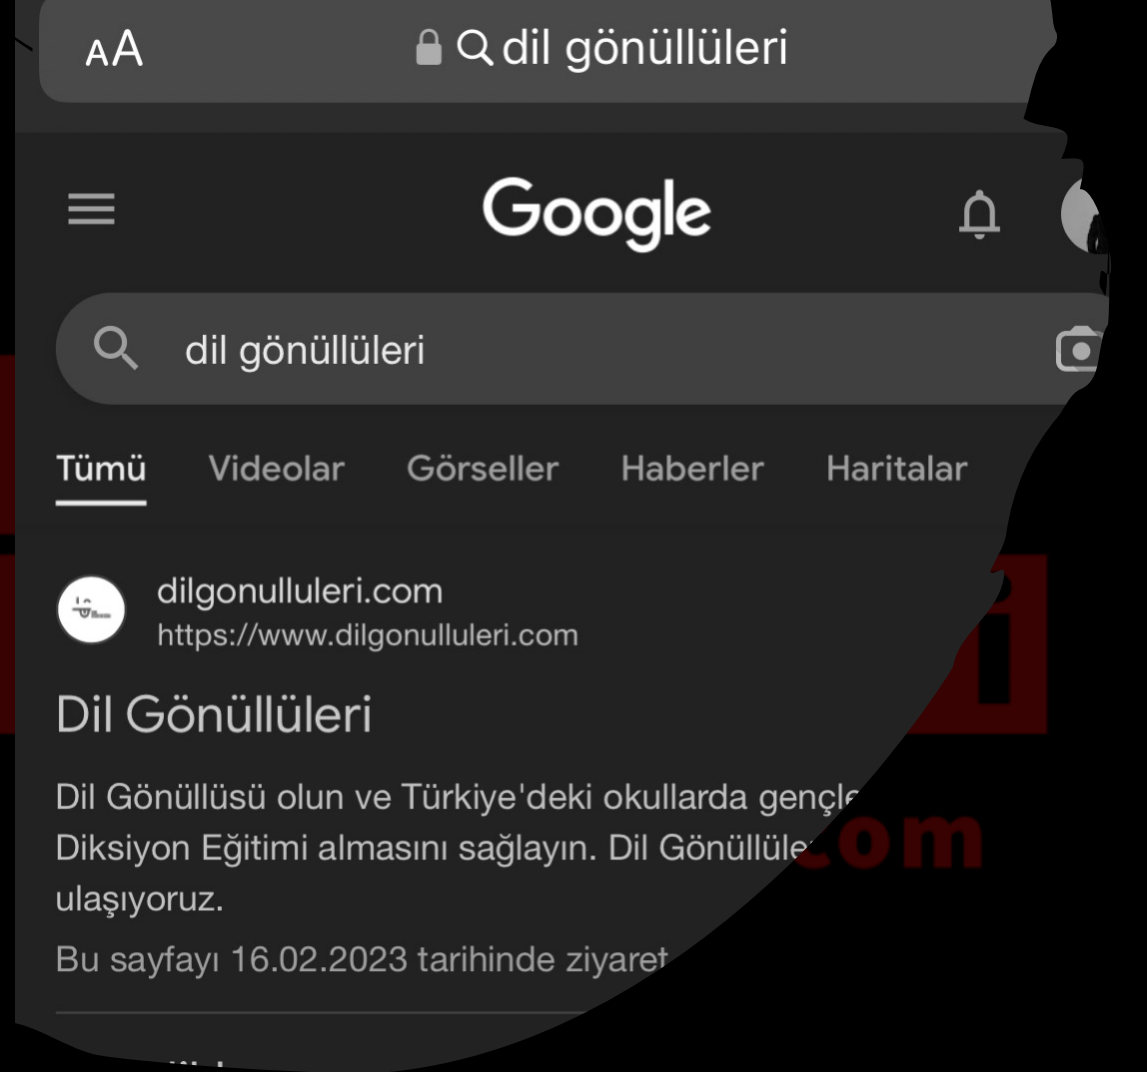 AA
dil gönüllüleri
Google
dil gönüllüleri
Tümü Videolar Görseller Haberler Haritalar
dilgonulluleri.com
https://www.dilgonulluleri.com
Dil Gönüllüleri
Dil Gönüllüsü olun ve Türkiye'deki okullarda
Diksiyon Eğitimi almasını sağlayın. Dil
com
ulaşıyoruz.
Bu sayfayı 16.02.2023 tarihinde ziyaret